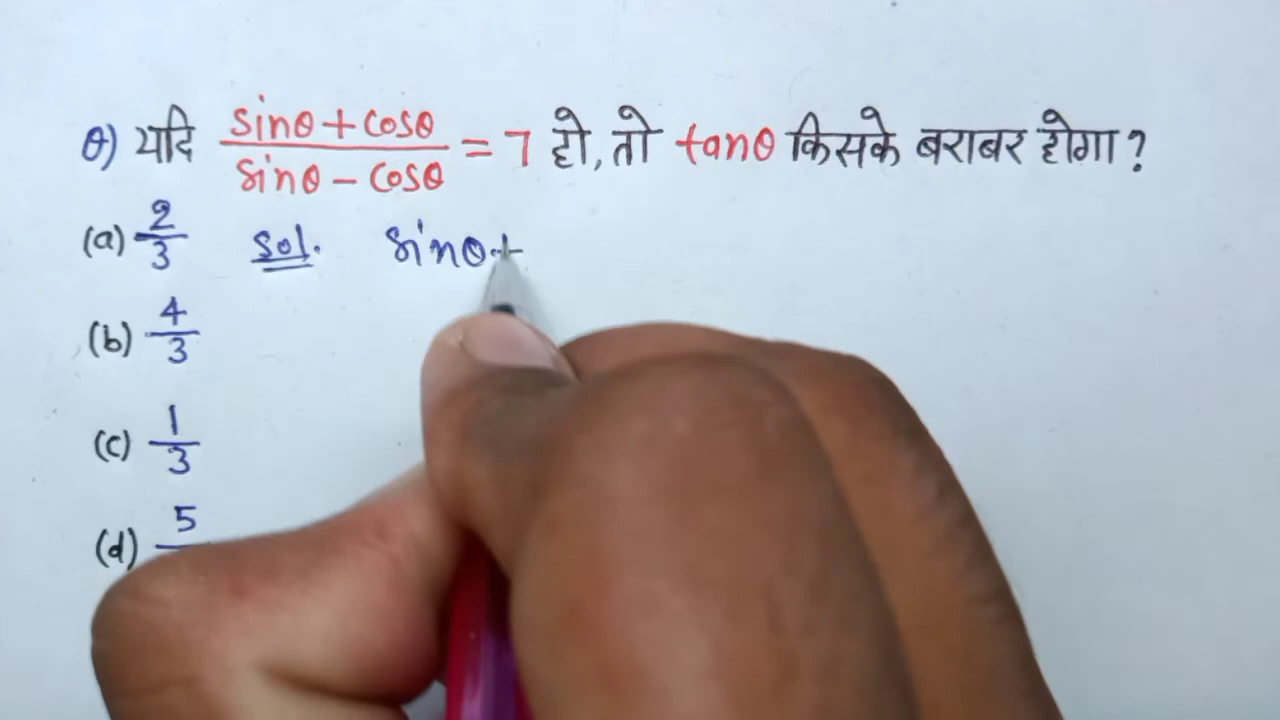 Q) यदि (sinθ + cosθ)/(sinθ - cosθ) = 7 हो, तो tanθ किसके बराबर होगा ?
(a) 2/3 Sol. sinθ+
(b) 4/3
(c) 1/3
(d) 5